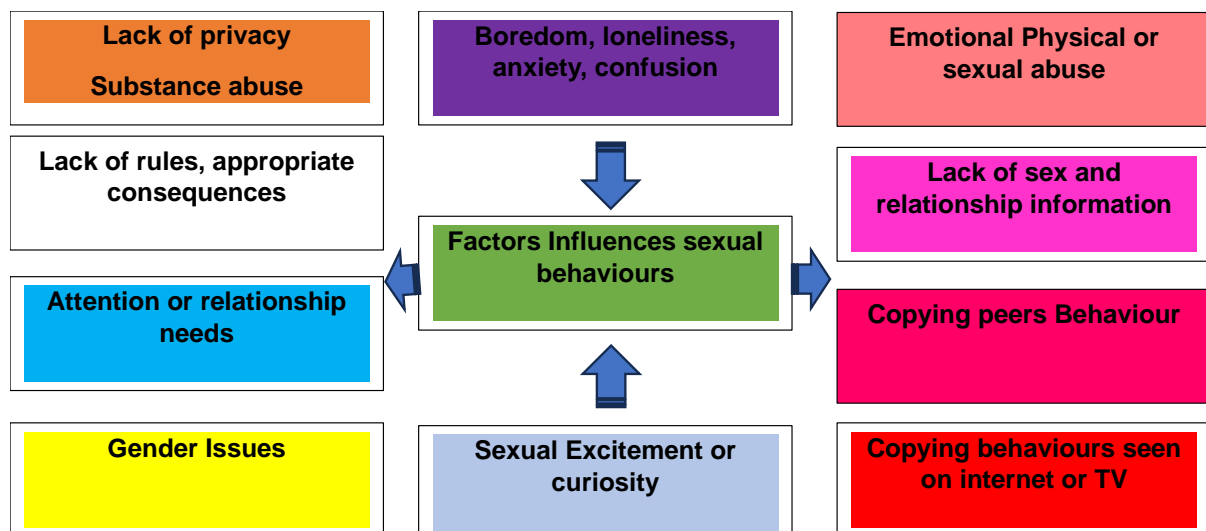 Lack of privacy
Substance abuse
Boredom, loneliness,
anxiety, confusion
Emotional Physical or
sexual abuse
Lack of rules, appropriate
consequences
Lack of sex and
relationship information
Factors Influences sexual
behaviours
Attention or relationship
needs
Copying peers Behaviour
Gender Issues
Sexual Excitement or
curiosity
Copying behaviours seen
on internet or TV